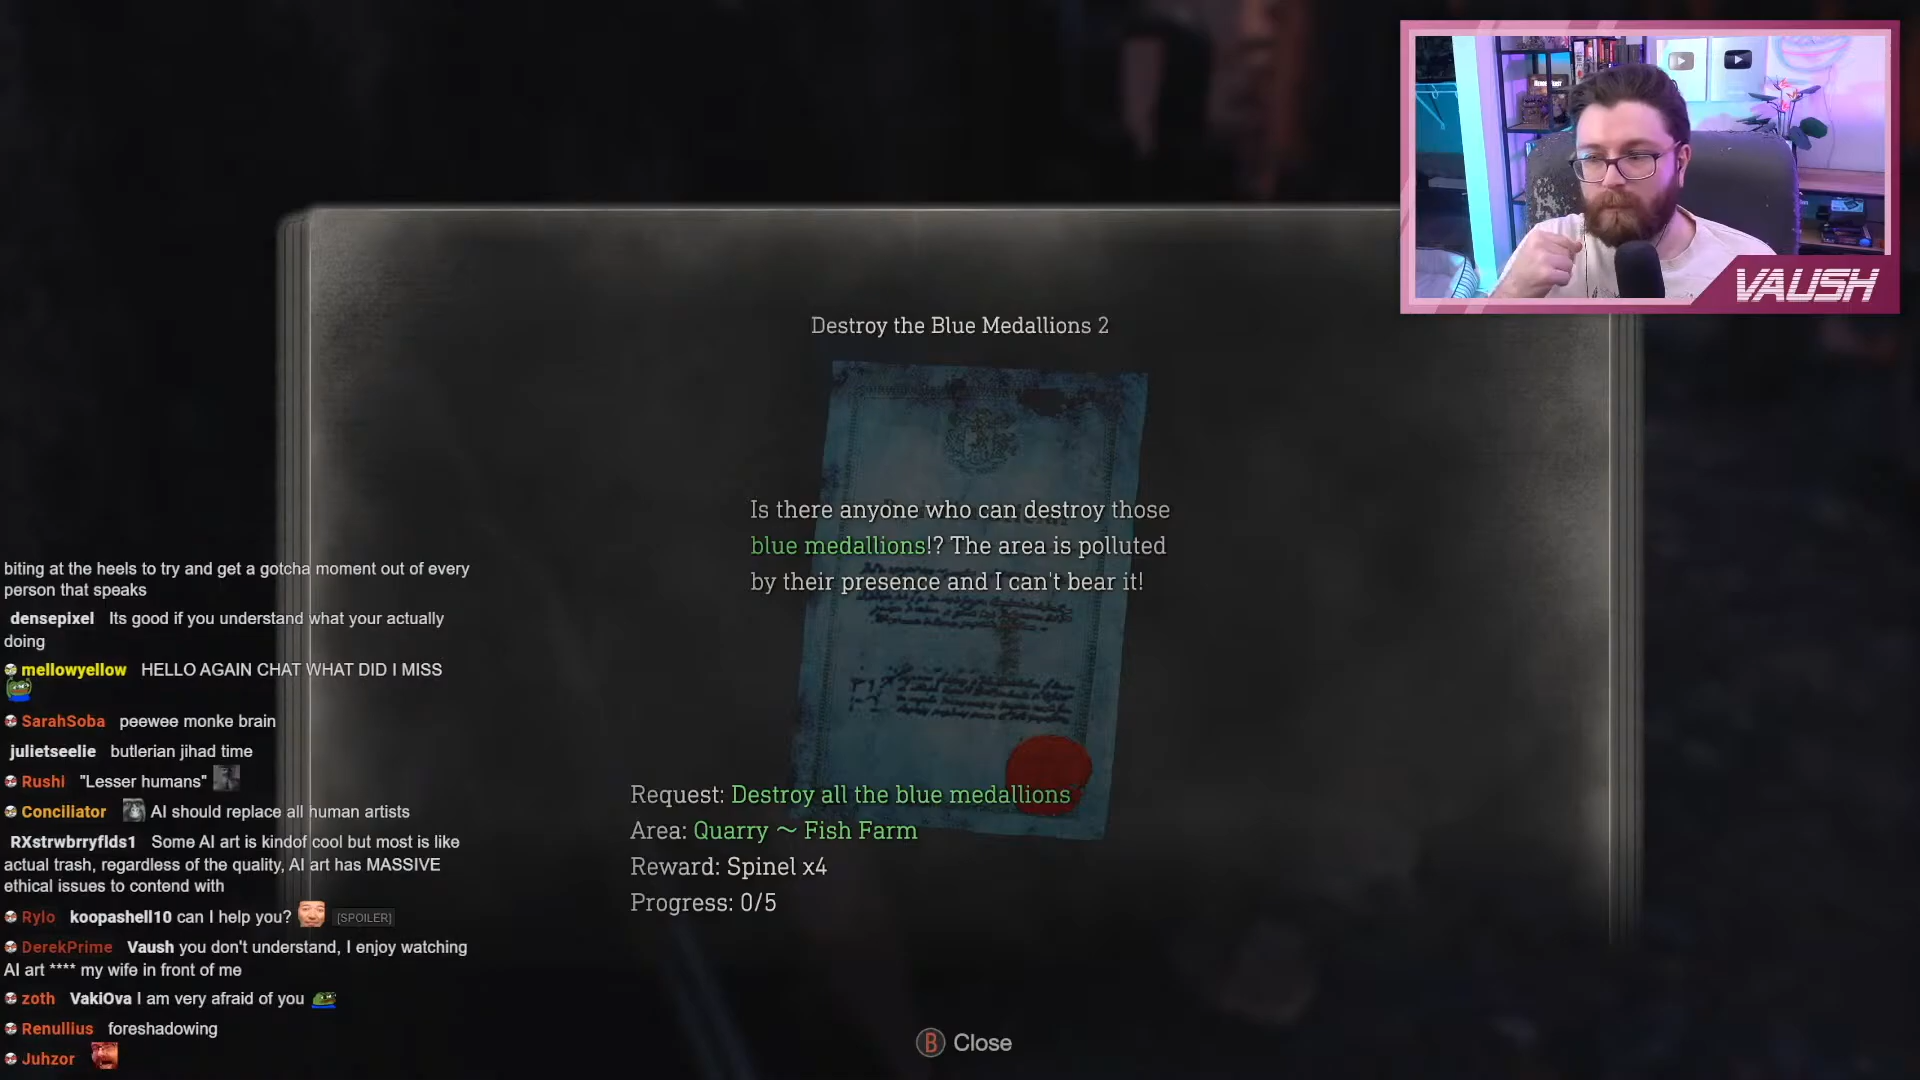 VAUSH
Destroy the Blue Medallions 2
Is there anyone who can destroy those
blue medallions!? The area is polluted
by their presence and I can't bear it!
Request: Destroy all the blue medallions
Area: Quarry ~ Fish Farm
Reward: Spinel x4
Progress: 0/5
B Close
biting at the heels to try and get a gotcha moment out of every
person that speaks
densepixel Its good if you understand what your actually
doing
mellowyellow HELLO AGAIN CHAT WHAT DID I MISS
SarahSoba peewee monke brain
julietseelie butlerian jihad time
Rushi "Lesser humans"
Conciliator AI should replace all human artists
RXstrwbrryflds1 Some AI art is kindof cool but most is like
actual trash, regardless of the quality, AI art has MASSIVE
ethical issues to contend with
Rylo koopashell10 can I help you? [SPOILER]
DerekPrime Vaush you don't understand, I enjoy watching
AI art **** my wife in front of me
zoth VakiOva I am very afraid of you
Renullius foreshadowing
Juhzor